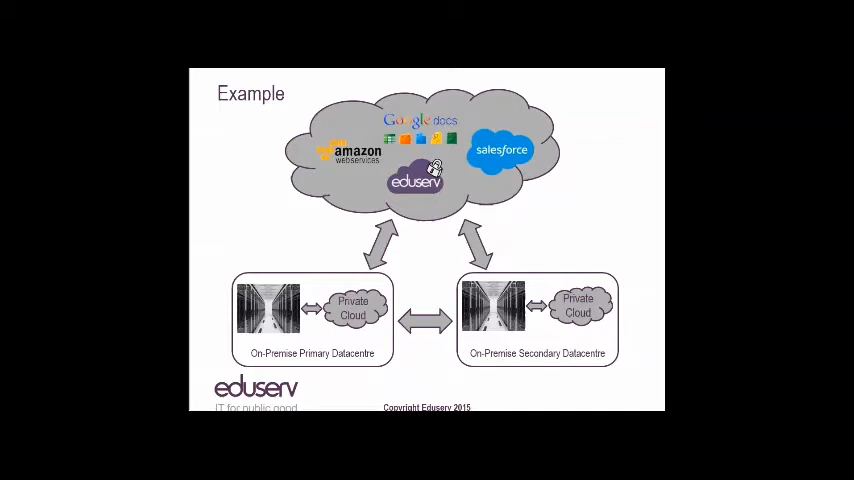 Example
Google docs
amazon
webservices
salesforce
eduserv
Private
Cloud
Private
Cloud
On-Premise Primary Datacentre
On-Premise Secondary Datacentre
eduserv
IT for public good
Copyright Eduserv 2015